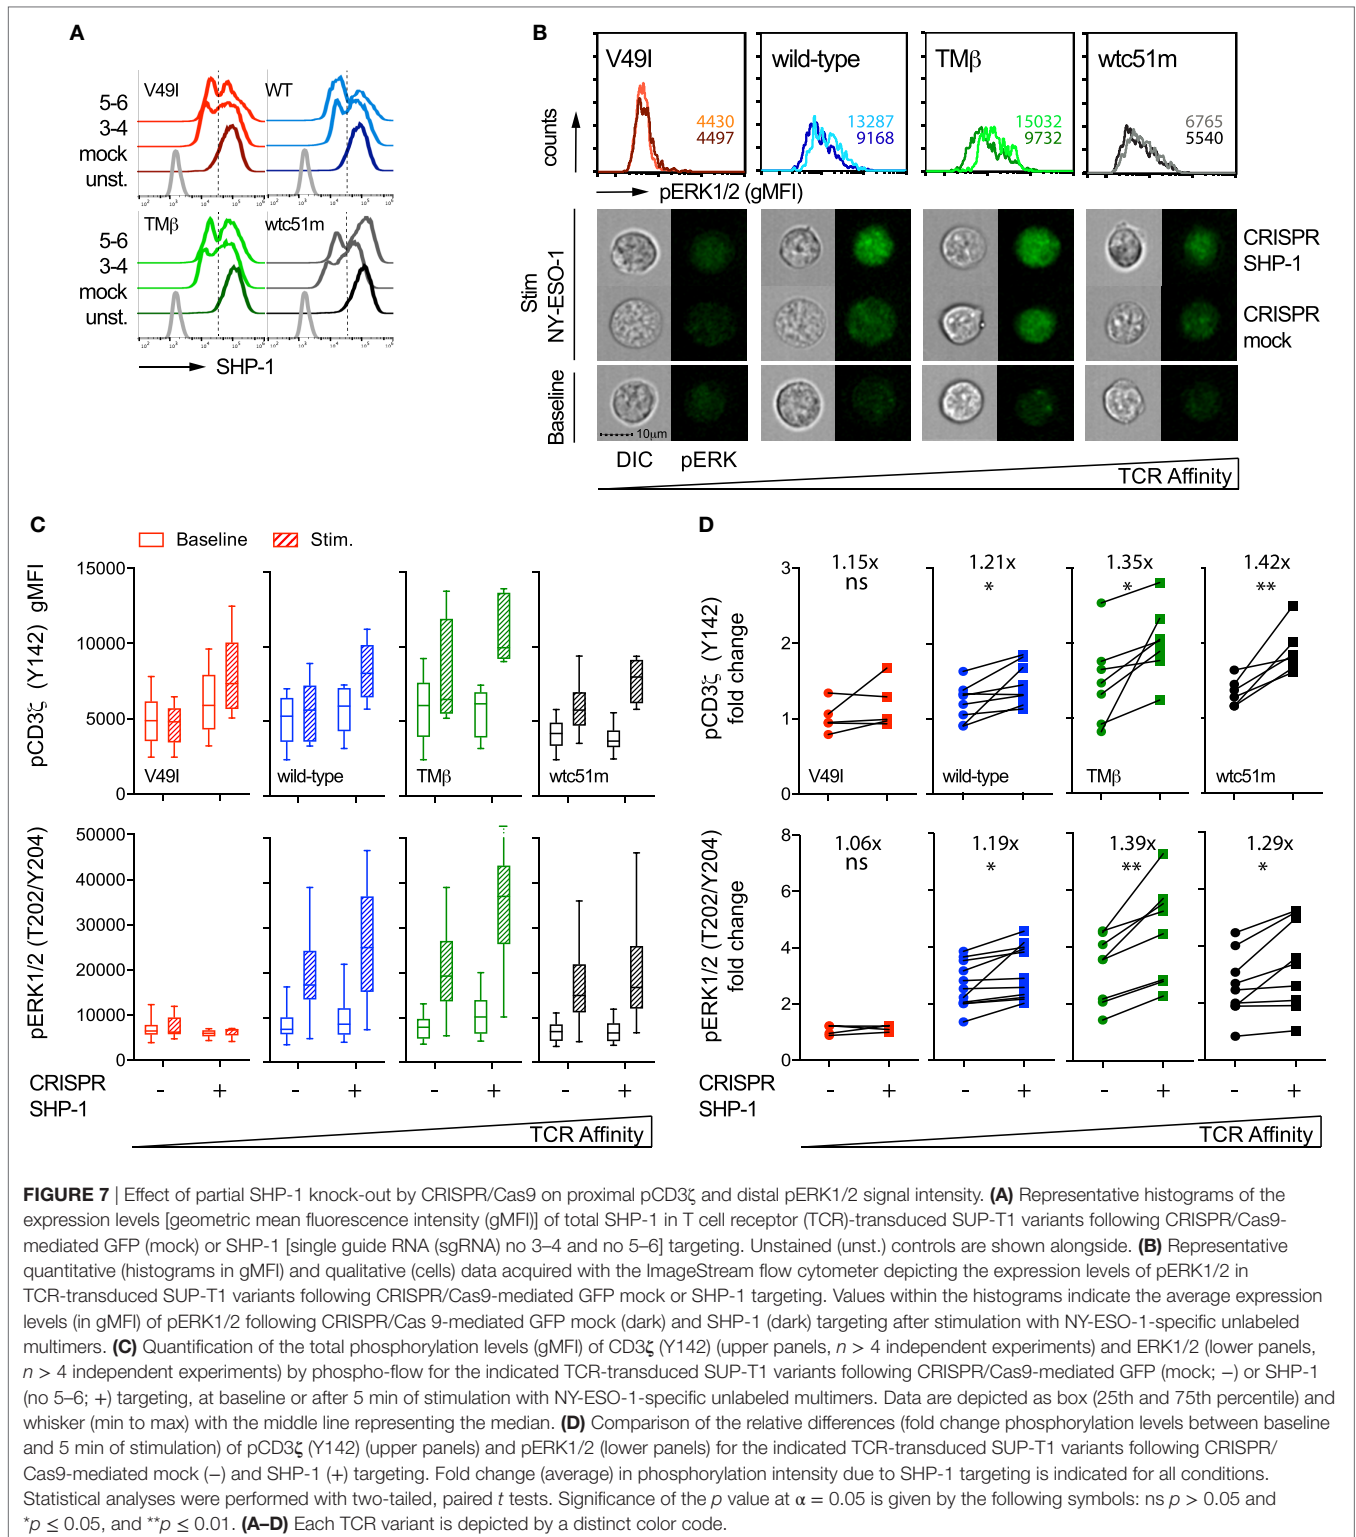 A
V49I
WT
5-6
3-4
mock
unst.
TMβ
wtc51m
5-6
3-4
mock
unst.
10² 10³ 10⁴ 10⁵ 10⁶
10² 10³ 10⁴ 10⁵ 10⁶
SHP-1
B
V49I
wild-type
TMβ
wtc51m
4430
4497
13287
9168
15032
9732
6765
5540
counts
pERK1/2 (gMFI)
Stim
NY-ESO-1
CRISPR
SHP-1
CRISPR
mock
Baseline
10μm
DIC
pERK
TCR Affinity
C
Baseline
Stim.
pCD3ζ (Y142) gMFI
15000
10000
5000
0
V49I
wild-type
TMβ
wtc51m
pERK1/2 (T202/Y204)
50000
40000
30000
20000
10000
0
CRISPR
SHP-1
- + - + - + - +
TCR Affinity
D
pCD3ζ (Y142)
fold change
3
2
1
0
1.15x
ns
1.21x
*
1.35x
*
1.42x
**
V49I
wild-type
TMβ
wtc51m
pERK1/2 (T202/Y204)
fold change
8
6
4
2
0
1.06x
ns
1.19x
*
1.39x
**
1.29x
*
CRISPR
SHP-1
- + - + - + - +
TCR Affinity
FIGURE 7 | Effect of partial SHP-1 knock-out by CRISPR/Cas9 on proximal pCD3ζ and distal pERK1/2 signal intensity. (A) Representative histograms of the
expression levels [geometric mean fluorescence intensity (gMFI)] of total SHP-1 in T cell receptor (TCR)-transduced SUP-T1 variants following CRISPR/Cas9-
mediated GFP (mock) or SHP-1 [single guide RNA (sgRNA) no 3–4 and no 5–6] targeting. Unstained (unst.) controls are shown alongside. (B) Representative
quantitative (histograms in gMFI) and qualitative (cells) data acquired with the ImageStream flow cytometer depicting the expression levels of pERK1/2 in
TCR-transduced SUP-T1 variants following CRISPR/Cas9-mediated GFP mock or SHP-1 targeting. Values within the histograms indicate the average expression
levels (in gMFI) of pERK1/2 following CRISPR/Cas 9-mediated GFP mock (dark) and SHP-1 (dark) targeting after stimulation with NY-ESO-1-specific unlabeled
multimers. (C) Quantification of the total phosphorylation levels (gMFI) of CD3ζ (Y142) (upper panels, n > 4 independent experiments) and ERK1/2 (lower panels,
n > 4 independent experiments) by phospho-flow for the indicated TCR-transduced SUP-T1 variants following CRISPR/Cas9-mediated GFP (mock; −) or SHP-1
(no 5–6; +) targeting, at baseline or after 5 min of stimulation with NY-ESO-1-specific unlabeled multimers. Data are depicted as box (25th and 75th percentile) and
whisker (min to max) with the middle line representing the median. (D) Comparison of the relative differences (fold change phosphorylation levels between baseline
and 5 min of stimulation) of pCD3ζ (Y142) (upper panels) and pERK1/2 (lower panels) for the indicated TCR-transduced SUP-T1 variants following CRISPR/
Cas9-mediated mock (−) and SHP-1 (+) targeting. Fold change (average) in phosphorylation intensity due to SHP-1 targeting is indicated for all conditions.
Statistical analyses were performed with two-tailed, paired t tests. Significance of the p value at α = 0.05 is given by the following symbols: ns p > 0.05 and
*p ≤ 0.05, and **p ≤ 0.01. (A–D) Each TCR variant is depicted by a distinct color code.